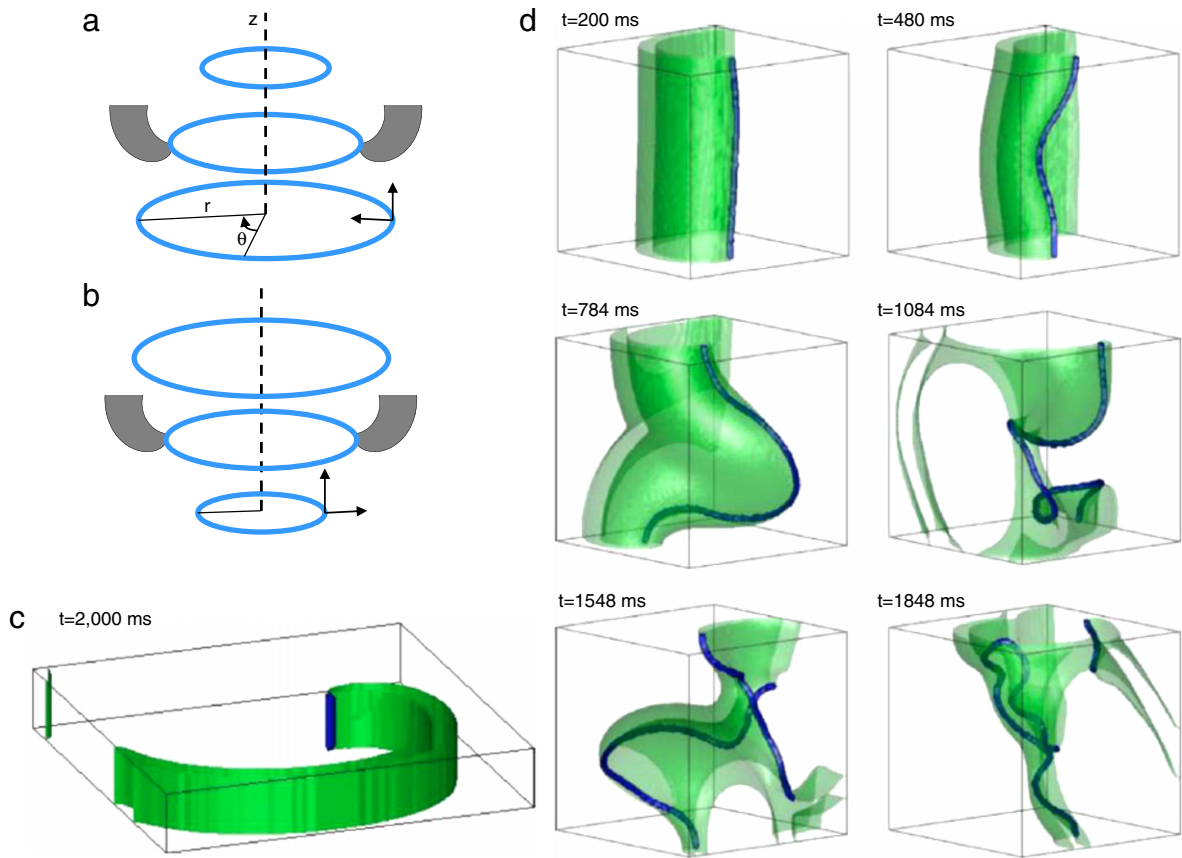 a
z
r
θ
b
c
t=2,000 ms
d
t=200 ms
t=480 ms
t=784 ms
t=1084 ms
t=1548 ms
t=1848 ms